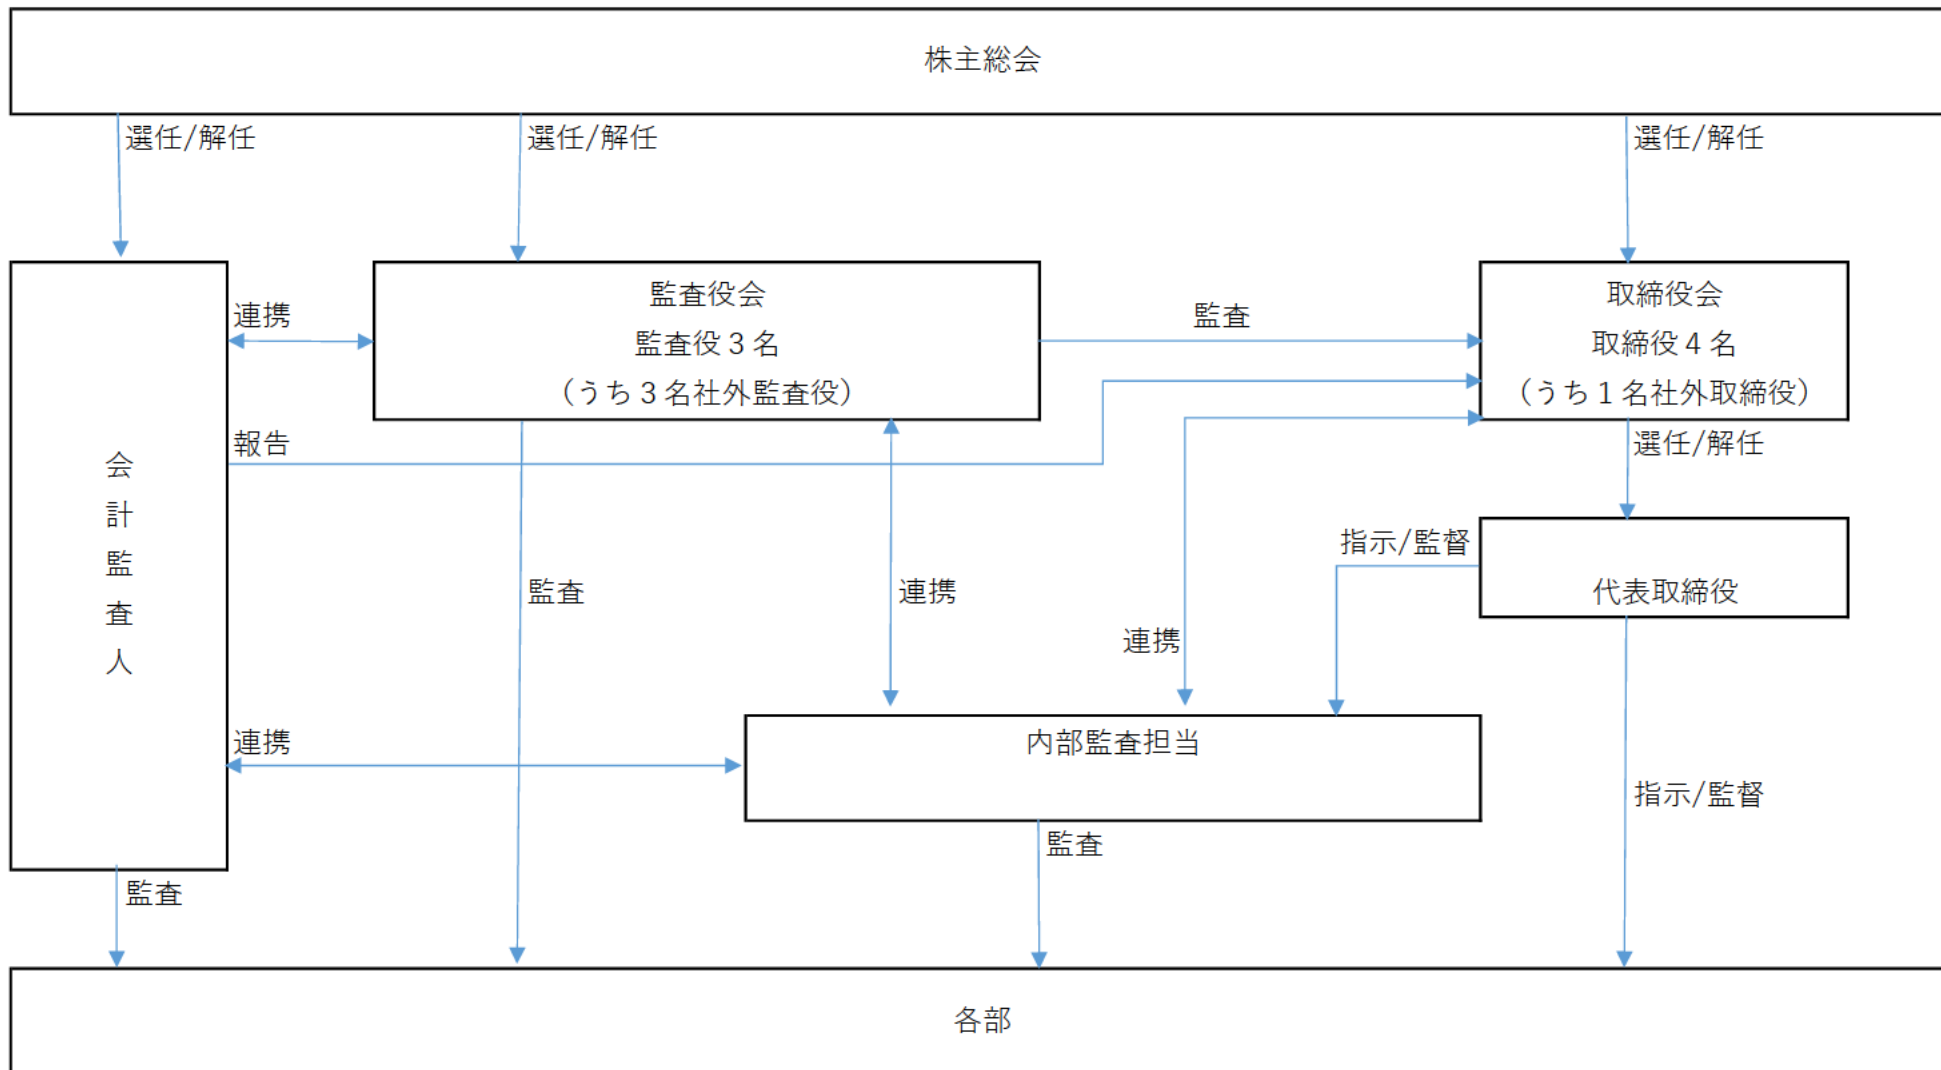 株主総会
選任/解任
選任/解任
選任/解任
監査役会
監査役３名
（うち３名社外監査役）
取締役会
取締役４名
（うち１名社外取締役）
連携
監査
報告
選任/解任
会
計
監
査
人
指示/監督
代表取締役
監査
連携
連携
連携
内部監査担当
指示/監督
監査
監査
各部